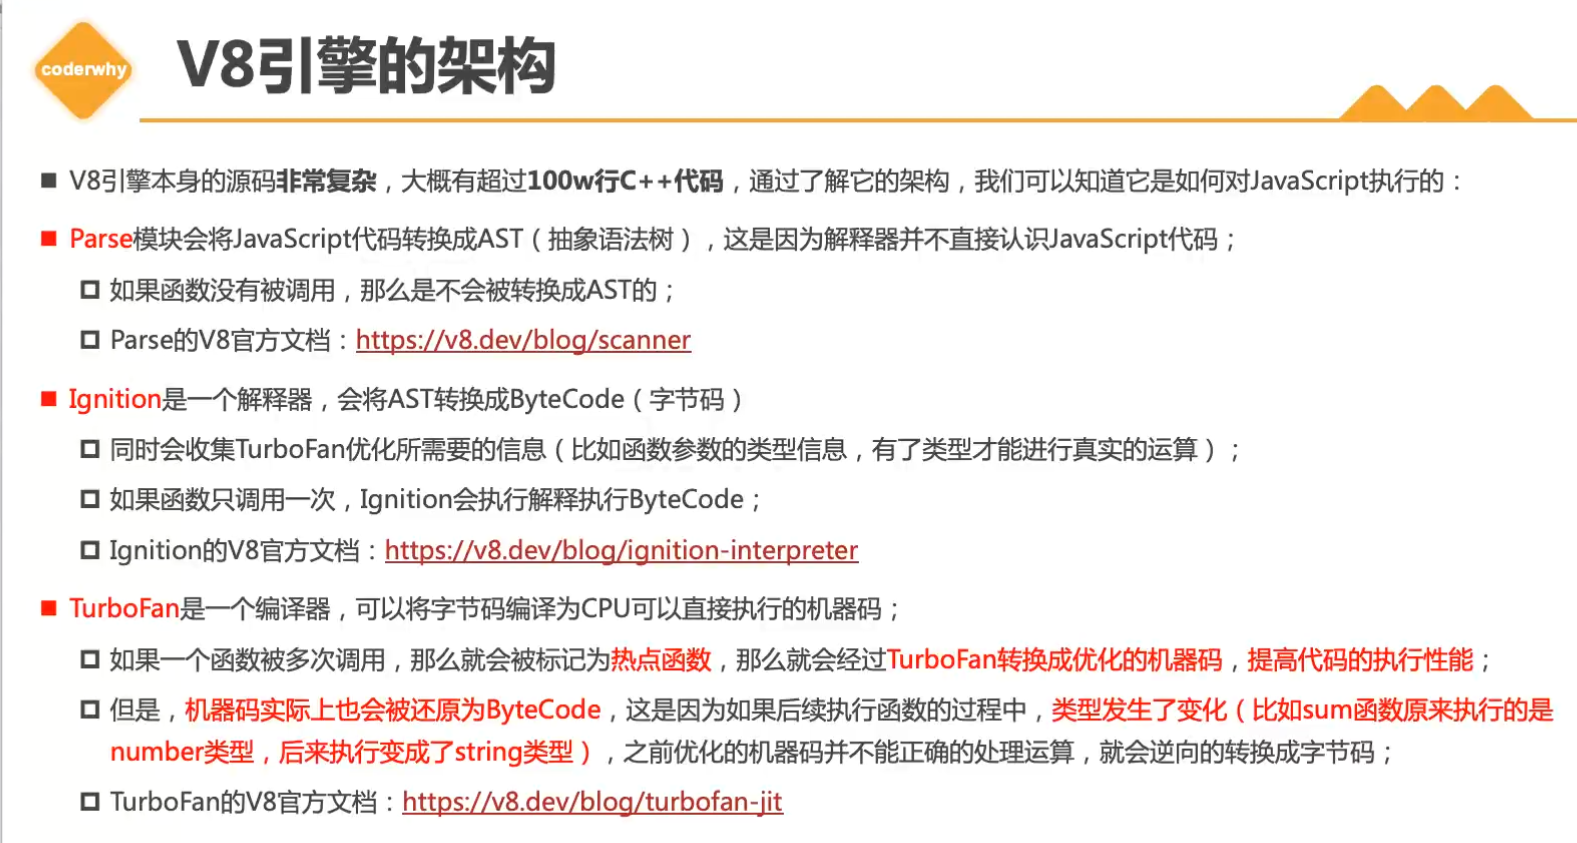 coderwhy
V8引擎的架构
V8引擎本身的源码非常复杂，大概有超过100w行C++代码，通过了解它的架构，我们可以知道它是如何对JavaScript执行的：
Parse模块会将JavaScript代码转换成AST（抽象语法树），这是因为解释器并不直接认识JavaScript代码；
如果函数没有被调用，那么是不会被转换成AST的；
Parse的V8官方文档：https://v8.dev/blog/scanner
Ignition是一个解释器，会将AST转换成ByteCode（字节码）
同时会收集TurboFan优化所需要的信息（比如函数参数的类型信息，有了类型才能进行真实的运算）；
如果函数只调用一次，Ignition会执行解释执行ByteCode；
Ignition的V8官方文档：https://v8.dev/blog/ignition-interpreter
TurboFan是一个编译器，可以将字节码编译为CPU可以直接执行的机器码；
如果一个函数被多次调用，那么就会被标记为热点函数，那么就会经过TurboFan转换成优化的机器码，提高代码的执行性能；
但是，机器码实际上也会被还原为ByteCode，这是因为如果后续执行函数的过程中，类型发生了变化（比如sum函数原来执行的是
number类型，后来执行变成了string类型），之前优化的机器码并不能正确的处理运算，就会逆向的转换成字节码；
TurboFan的V8官方文档：https://v8.dev/blog/turbofan-jit